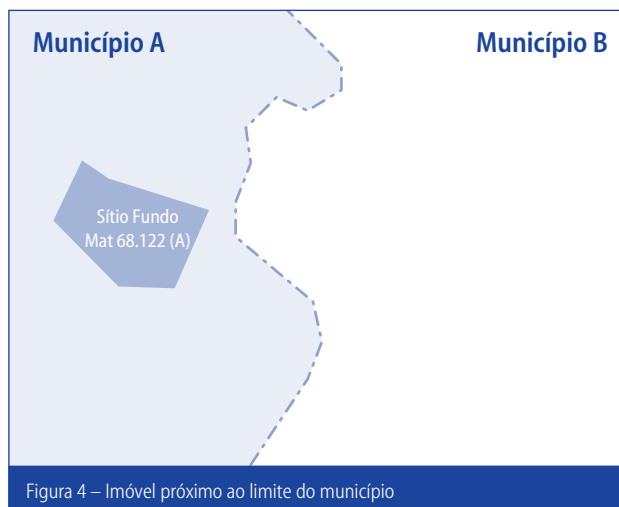 Município A
Município B
Sítio Fundo
Mat 68.122 (A)
Figura 4 – Imóvel próximo ao limite do município